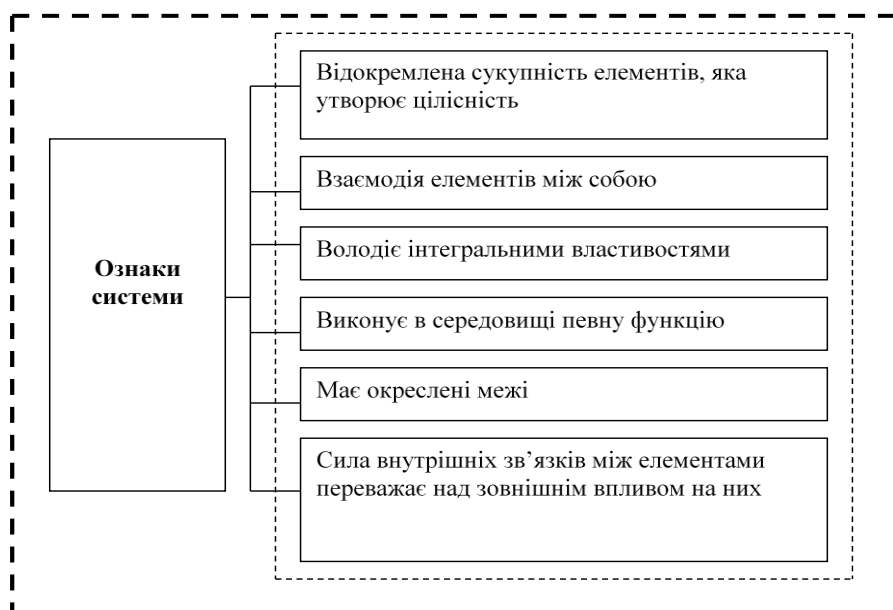 Відокремлена сукупність елементів, яка
утворює цілісність
Взаємодія елементів між собою
Володіє інтегральними властивостями
Ознаки
системи
Виконує в середовищі певну функцію
Має окреслені межі
Сила внутрішніх зв’язків між елементами
переважає над зовнішнім впливом на них